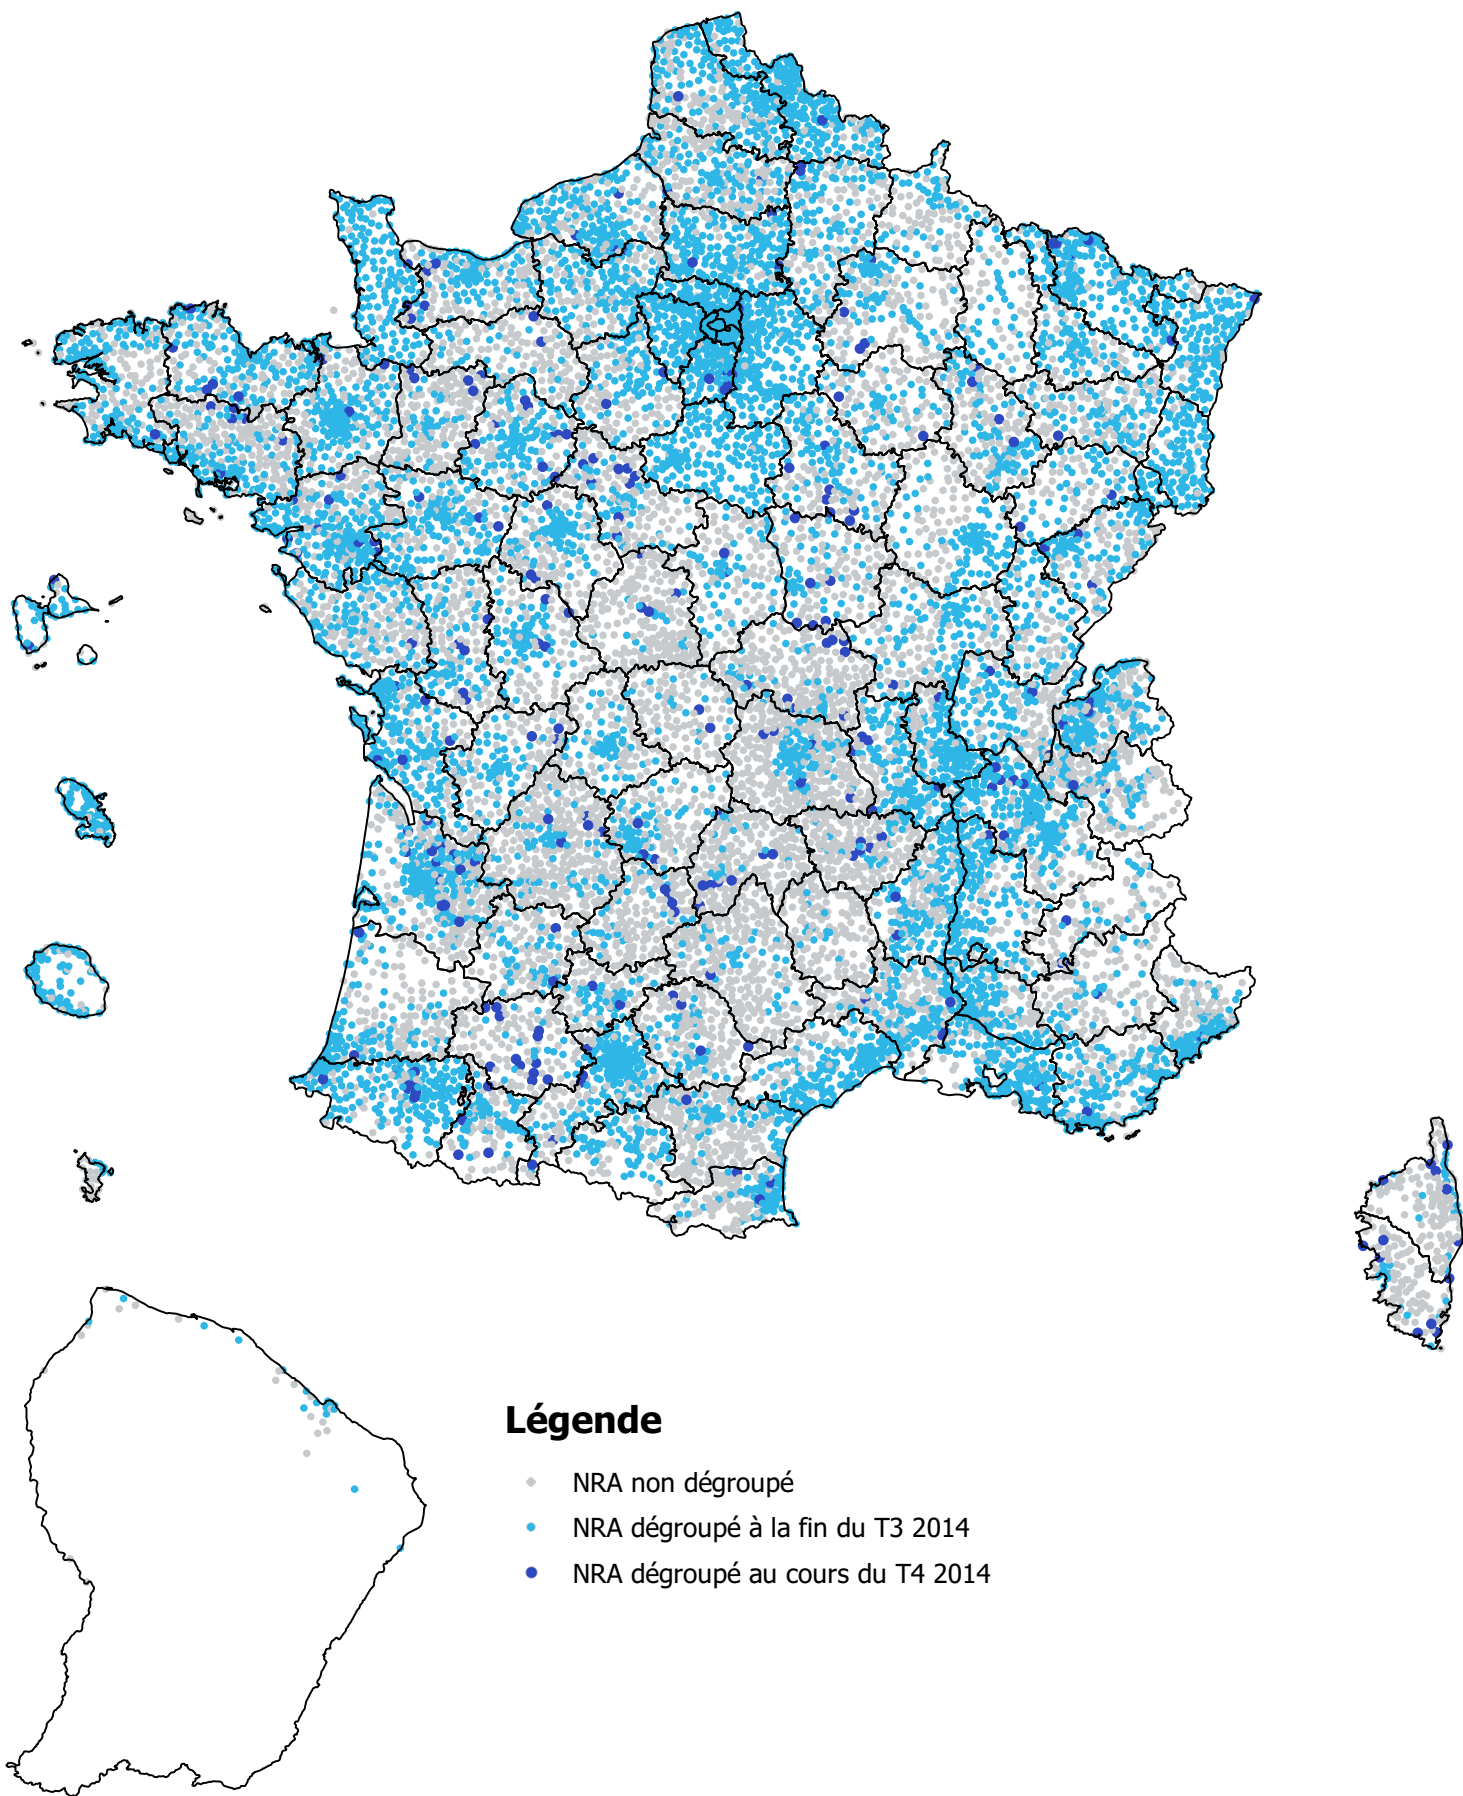 Légende
NRA non dégroupé
NRA dégroupé à la fin du T3 2014
NRA dégroupé au cours du T4 2014